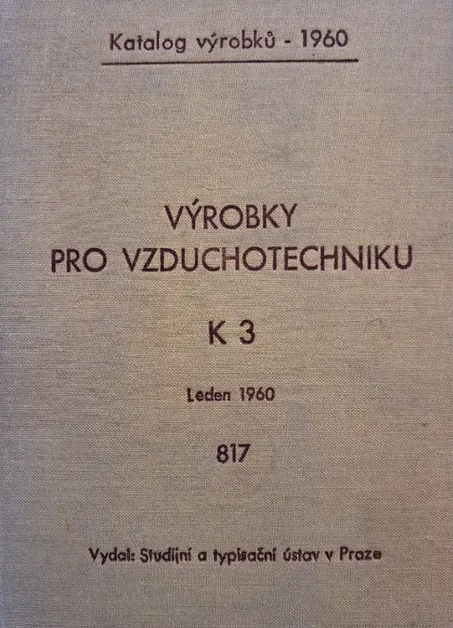 Katalog výrobků - 1960
VÝROBKY
PRO VZDUCHOTECHNIKU
K 3
Leden 1960
817
Vydal: Studijní a typisační ústav v Praze